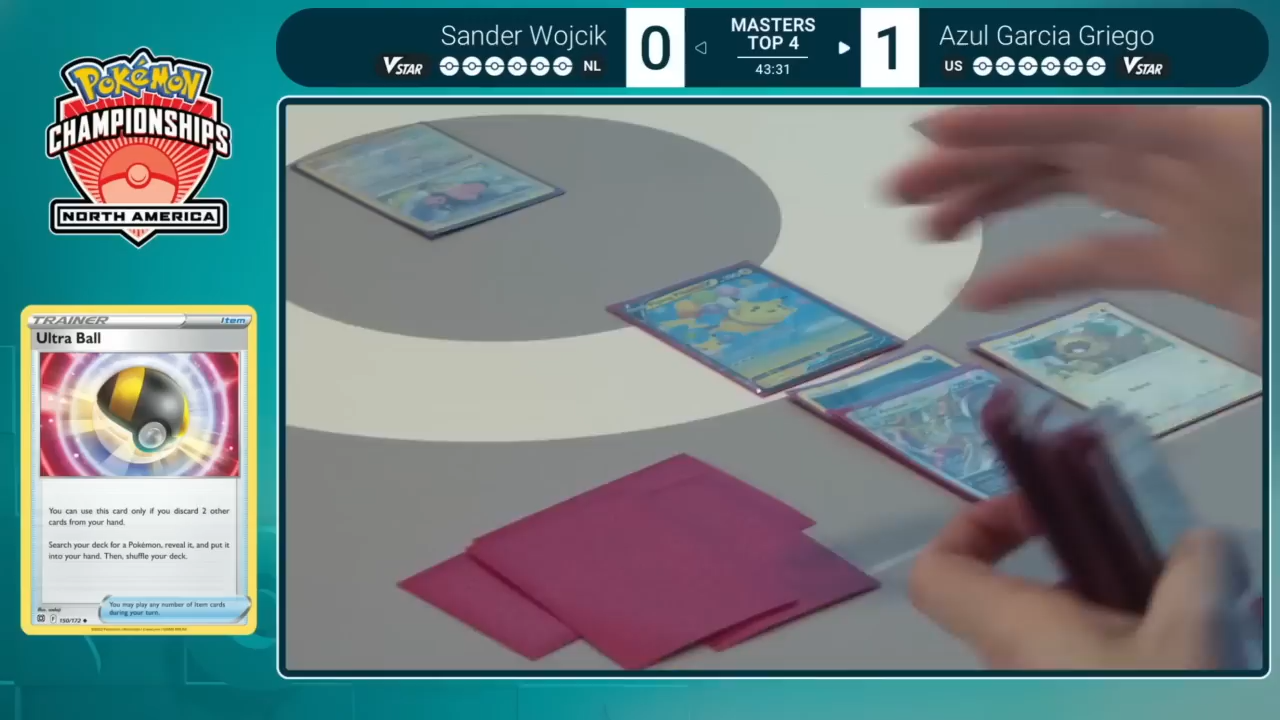 Sander Wojcik
VSTAR
NL
0
MASTERS
TOP 4
43:31
1
Azul Garcia Griego
US
VSTAR
Pokémon
CHAMPIONSHIPS
NORTH AMERICA
TRAINER
Item
Ultra Ball
You can use this card only if you discard 2 other
cards from your hand.
Search your deck for a Pokémon, reveal it, and put it
into your hand. Then, shuffle your deck.
You may play any number of Item cards
during your turn.
150/172